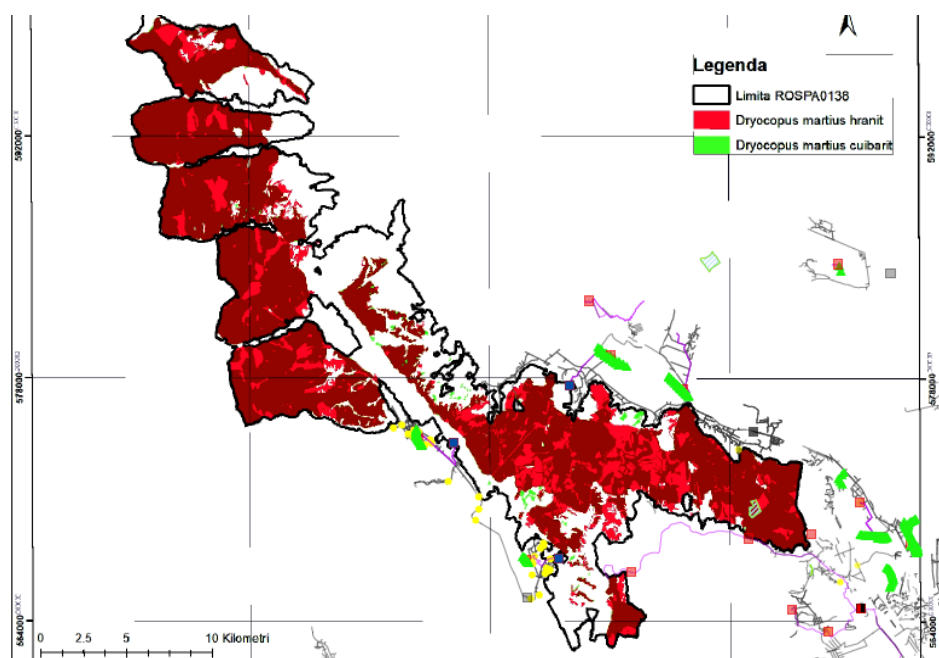 Legenda
Limita ROSPA0138
Dryocopus martius hranit
Dryocopus martius cuibarit
592000
592000
578000
578000
564000
564000
0 2.5 5 10 Kilometri